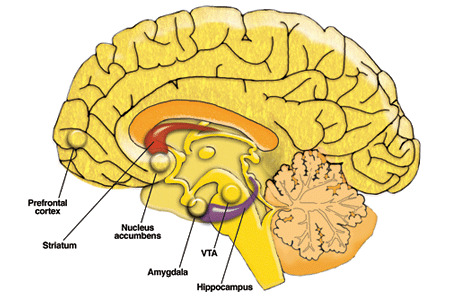 Prefrontal
cortex
Striatum
Nucleus
accumbens
Amygdala
VTA
Hippocampus